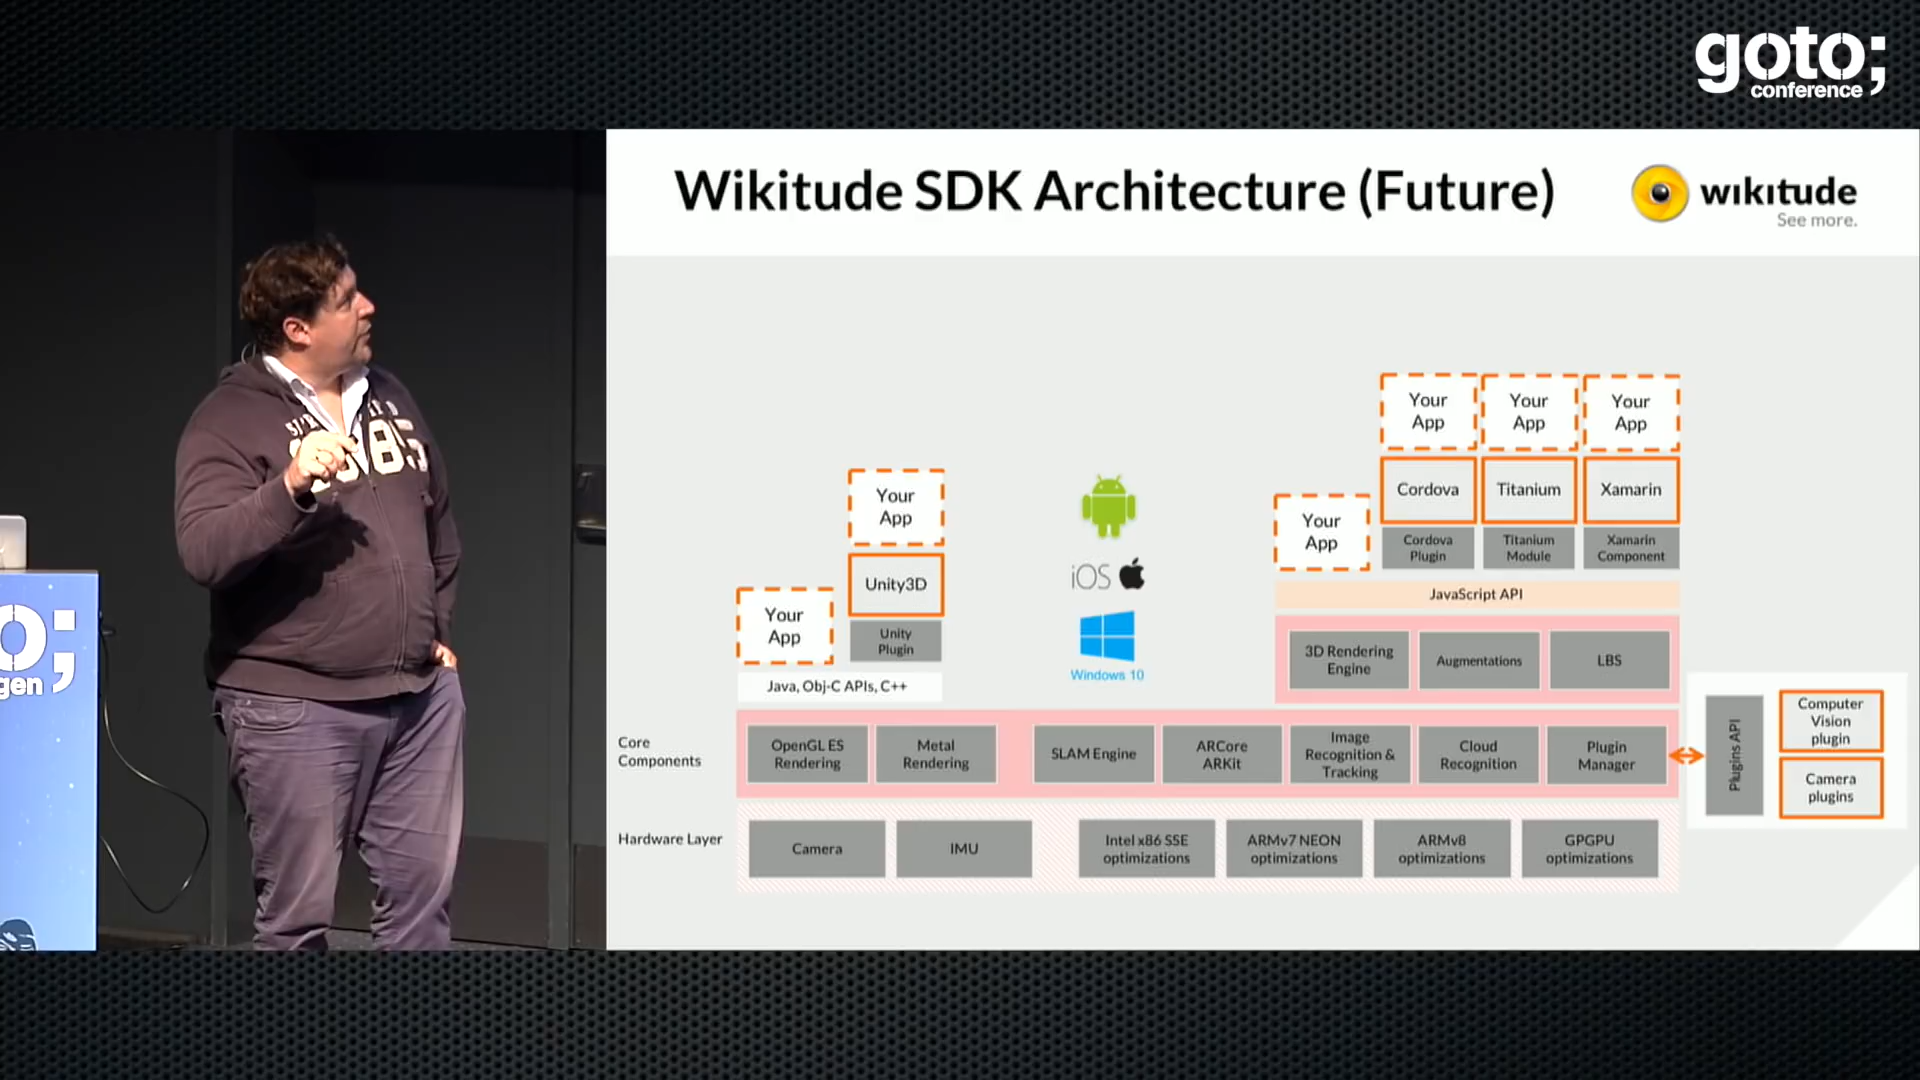 goto;
conference
Wikitude SDK Architecture (Future)
wikitude
See more.
Your
App
Your
App
Your
App
Cordova
Titanium
Xamarin
Cordova
Plugin
Titanium
Module
Xamarin
Component
Your
App
JavaScript API
3D Rendering
Engine
Augmentations
LBS
Your
App
Unity3D
Unity
Plugin
Your
App
Java, Obj-C APIs, C++
iOS
Windows 10
Core
Components
OpenGL ES
Rendering
Metal
Rendering
SLAM Engine
ARCore
ARKit
Image
Recognition &
Tracking
Cloud
Recognition
Plugin
Manager
Plugins API
Computer
Vision
plugin
Camera
plugins
Hardware Layer
Camera
IMU
Intel x86 SSE
optimizations
ARMv7 NEON
optimizations
ARMv8
optimizations
GPGPU
optimizations
85
o;
gen